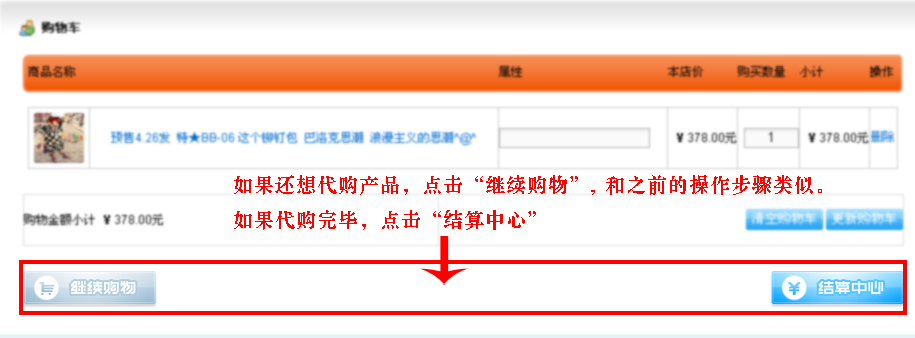 购物车
商品名称 属性 本店价 购买数量 小计 操作
预售4.26发 特★BB-06 这个铆钉包 巴洛克思潮 浪漫主义的思潮^@^ ￥378.00元 1 ￥378.00元 删除
如果还想代购产品，点击“继续购物”,和之前的操作步骤类似。
购物金额小计 ￥378.00元 清空购物车 更新购物车
如果代购完毕，点击“结算中心”
继续购物 结算中心